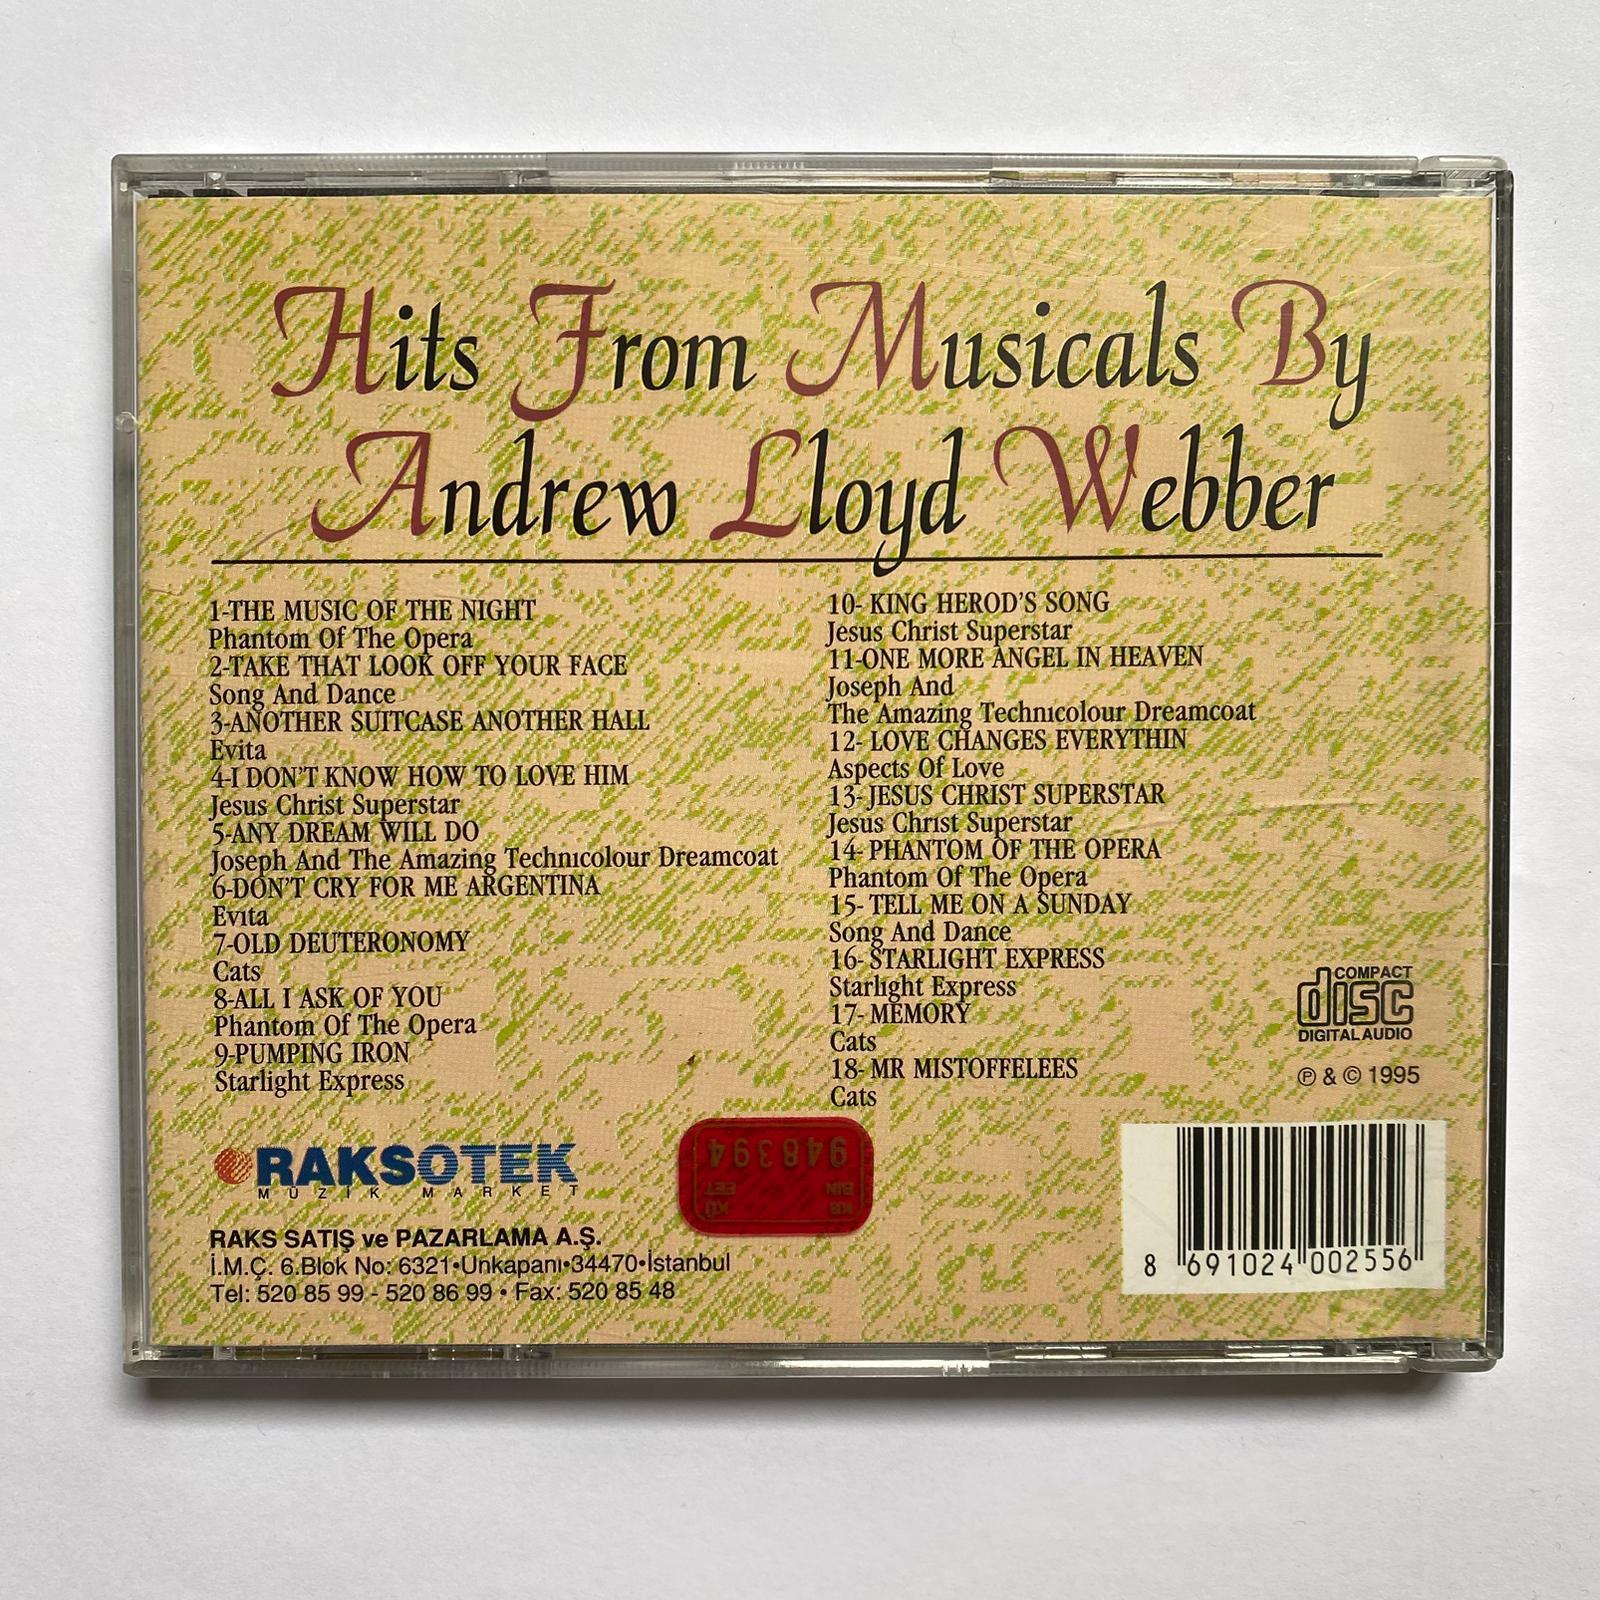 Hits From Musicals By
Andrew Lloyd Webber
1-THE MUSIC OF THE NIGHT
Phantom Of The Opera
2-TAKE THAT LOOK OFF YOUR FACE
Song And Dance
3-ANOTHER SUITCASE ANOTHER HALL
Evita
4-I DON'T KNOW HOW TO LOVE HIM
Jesus Christ Superstar
5-ANY DREAM WILL DO
Joseph And The Amazing Technıcolour Dreamcoat
6-DON'T CRY FOR ME ARGENTINA
Evıta
7-OLD DEUTERONOMY
Cats
8-ALL I ASK OF YOU
Phantom Of The Opera
9-PUMPING IRON
Starlight Express
10- KING HEROD'S SONG
Jesus Christ Superstar
11-ONE MORE ANGEL IN HEAVEN
Joseph And
The Amazing Technıcolour Dreamcoat
12- LOVE CHANGES EVERYTHIN
Aspects Of Love
13- JESUS CHRIST SUPERSTAR
Jesus Chrıst Superstar
14- PHANTOM OF THE OPERA
Phantom Of The Opera
15- TELL ME ON A SUNDAY
Song And Dance
16- STARLIGHT EXPRESS
Starlıght Express
17- MEMORY
Cats
18- MR MISTOFFELEES
Cats
COMPACT
disc
DIGITAL AUDIO
℗ & © 1995
RAKSOTEK
MÜZİK MARKET
RAKS SATIŞ ve PAZARLAMA A.Ş.
İ.M.Ç. 6.Blok No: 6321•Unkapanı•34470•İstanbul
Tel: 520 85 99 - 520 86 99 • Fax: 520 85 48
948394
8 691024 002556